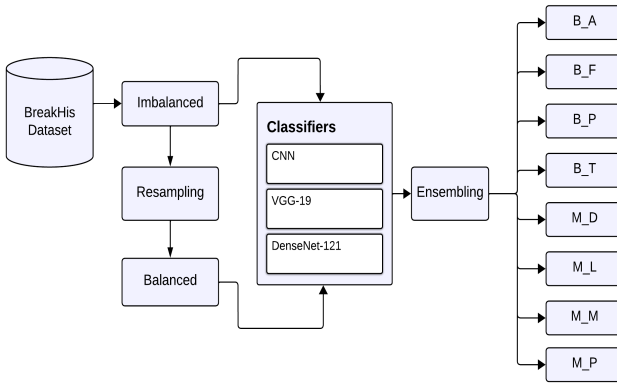 BreakHis
Dataset
Imbalanced
Resampling
Balanced
Classifiers
CNN
VGG-19
DenseNet-121
Ensembling
B_A
B_F
B_P
B_T
M_D
M_L
M_M
M_P